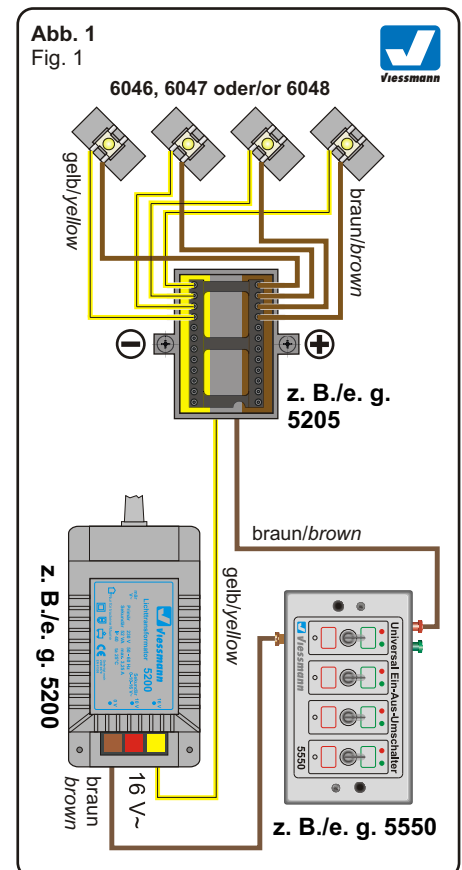 Abb. 1
Fig. 1
viessmann
6046, 6047 oder/or 6048
gelb/yellow
braun/brown
z. B./e. g.
5205
braun/brown
gelb/yellow
z. B./e. g. 5200
viessmann
Lichttransformator 5200
Universal Ein-Aus-Umschalter
viessmann
5550
16 V~
braun
brown
z. B./e. g. 5550